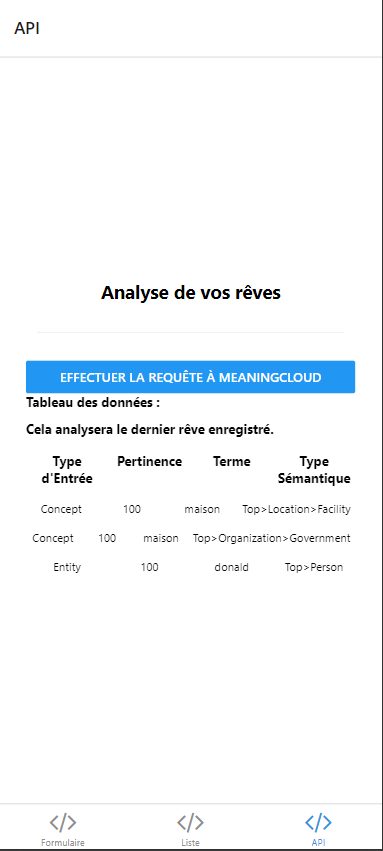 API
Analyse de vos rêves
EFFECTUER LA REQUÊTE À MEANINGCLOUD
Tableau des données :
Cela analysera le dernier rêve enregistré.
Type d'Entrée Pertinence Terme Type Sémantique
Concept 100 maison Top>Location>Facility
Concept 100 maison Top>Organization>Government
Entity 100 donald Top>Person
Formulaire Liste API